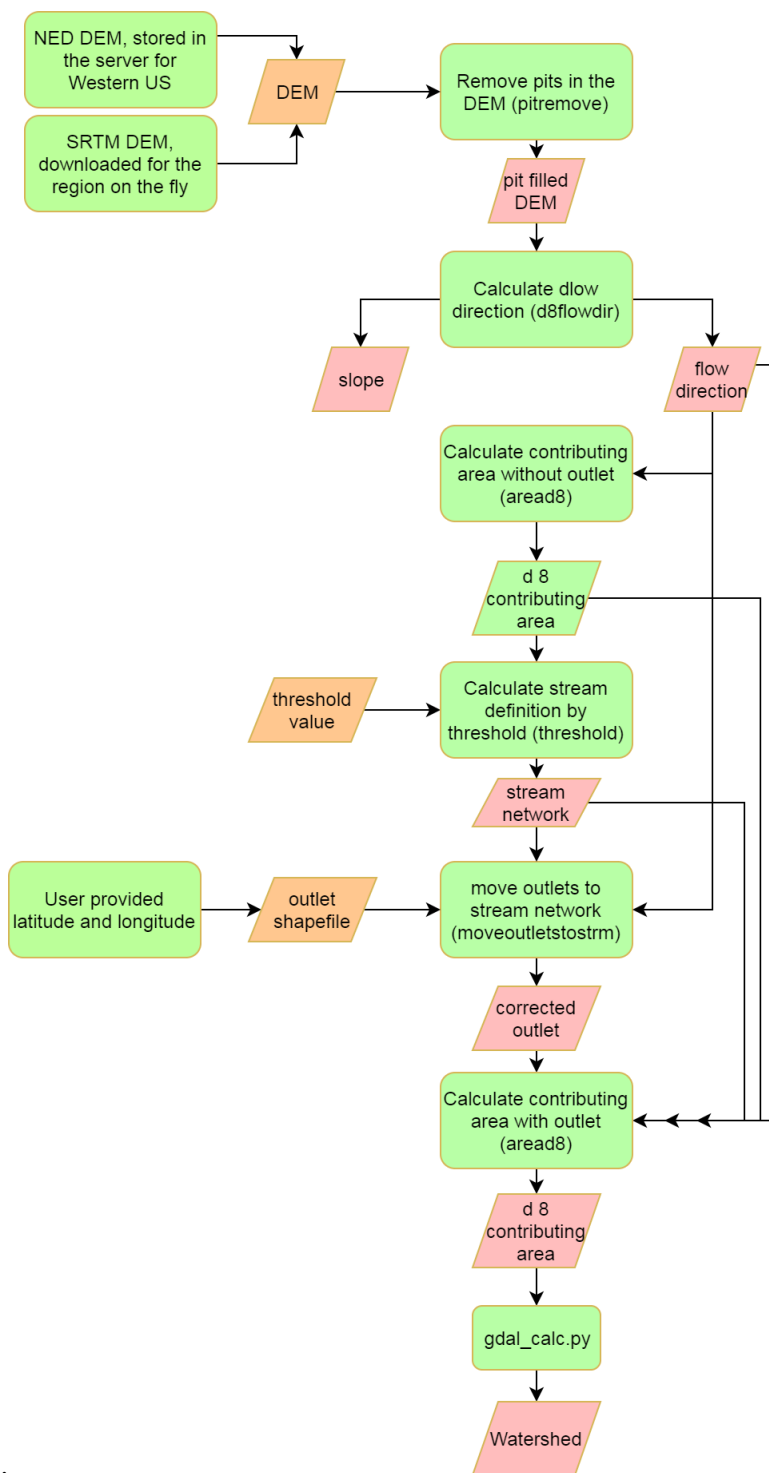 NED DEM, stored in
the server for
Western US
DEM
SRTM DEM,
downloaded for the
region on the fly
Remove pits in the
DEM (pitremove)
pit filled
DEM
Calculate dlow
direction (d8flowdir)
slope
flow
direction
Calculate contributing
area without outlet
(aread8)
d 8
contributing
area
threshold
value
Calculate stream
definition by
threshold (threshold)
stream
network
User provided
latitude and longitude
outlet
shapefile
move outlets to
stream network
(moveoutletstostrm)
corrected
outlet
Calculate contributing
area with outlet
(aread8)
d 8
contributing
area
gdal_calc.py
Watershed